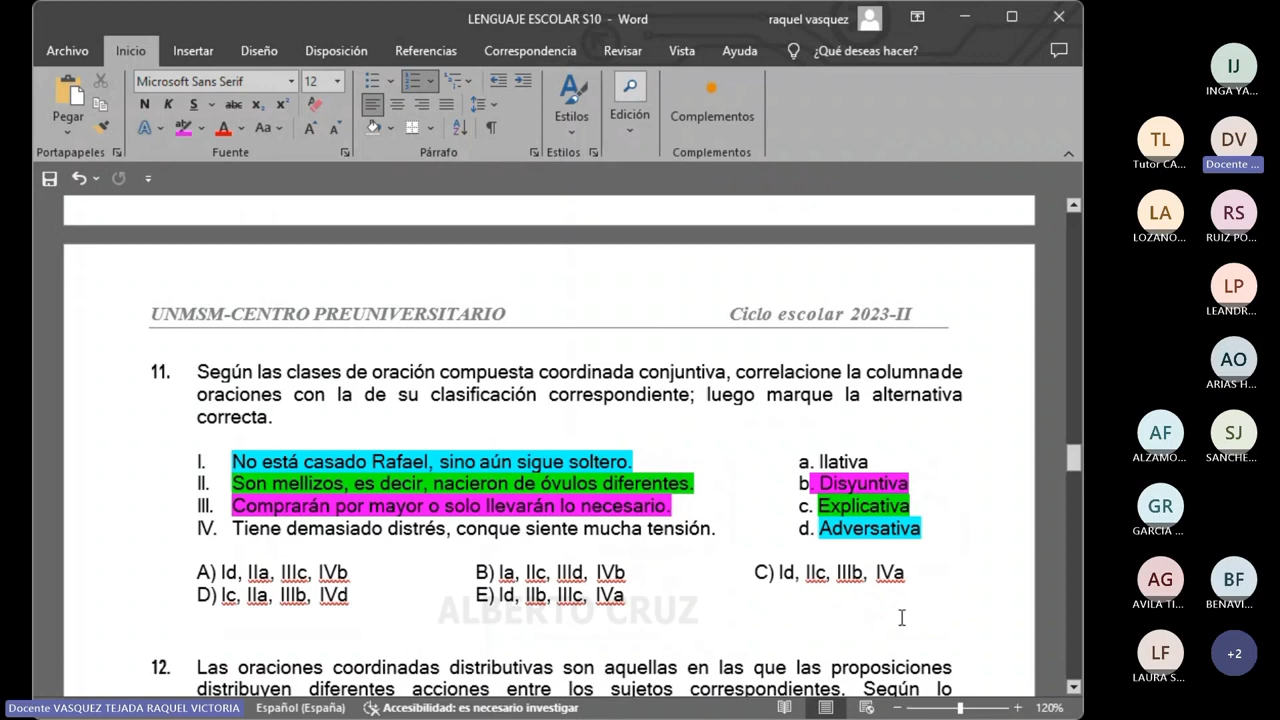 LENGUAJE ESCOLAR S10 - Word
raquel vasquez
Archivo Inicio Insertar Diseño Disposición Referencias Correspondencia Revisar Vista Ayuda ¿Qué deseas hacer?
Microsoft Sans Serif 12
Pegar
N K S abc x₂ x²
A aby A Aa A A
Estilos
Edición
Complementos
Portapapeles Fuente Párrafo Estilos Complementos
UNMSM-CENTRO PREUNIVERSITARIO Ciclo escolar 2023-II
11. Según las clases de oración compuesta coordinada conjuntiva, correlacione la columna de
oraciones con la de su clasificación correspondiente; luego marque la alternativa
correcta.
I. No está casado Rafael, sino aún sigue soltero. a. Ilativa
II. Son mellizos, es decir, nacieron de óvulos diferentes. b. Disyuntiva
III. Comprarán por mayor o solo llevarán lo necesario. c. Explicativa
IV. Tiene demasiado distrés, conque siente mucha tensión. d. Adversativa
A) Id, IIa, IIIc, IVb B) Ia, IIc, IIId, IVb C) Id, IIc, IIIb, IVa
D) Ic, IIa, IIIb, IVd E) Id, IIb, IIIc, IVa
ALBERTO CRUZ
12. Las oraciones coordinadas distributivas son aquellas en las que las proposiciones
distribuyen diferentes acciones entre los sujetos correspondientes. Según lo
Docente VASQUEZ TEJADA RAQUEL VICTORIA Español (España) Accesibilidad: es necesario investigar 120%
IJ
INGA YA...
TL
Tutor CA...
DV
Docente ...
LA
LOZANO...
RS
RUIZ PO...
LP
LEANDR...
AO
ARIAS H...
AF
ALZAMO...
SJ
SANCHE...
GR
GARCIA ...
AG
AVILA TI...
BF
BENAVI...
LF
LAURA S...
+2